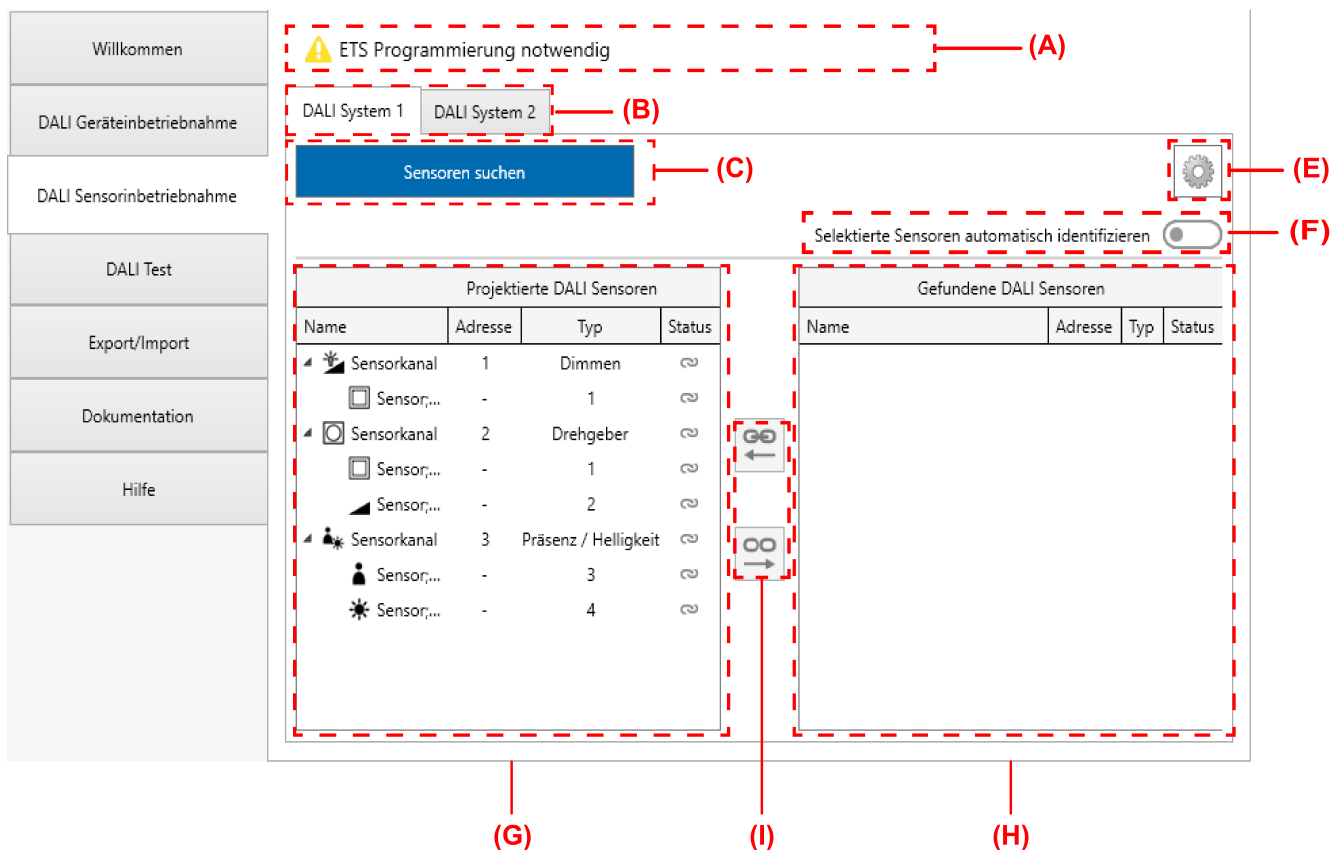 Willkommen
DALI Geräteinbetriebnahme
DALI Sensorinbetriebnahme
DALI Test
Export/Import
Dokumentation
Hilfe
ETS Programmierung notwendig
(A)
DALI System 1 DALI System 2
(B)
Sensoren suchen
(C)
(E)
Selektierte Sensoren automatisch identifizieren
(F)
Projektierte DALI Sensoren
Name Adresse Typ Status
Sensorkanal 1 Dimmen
Sensor;... - 1
Sensorkanal 2 Drehgeber
Sensor;... - 1
Sensor;... - 2
Sensorkanal 3 Präsenz / Helligkeit
Sensor;... - 3
Sensor;... - 4
Gefundene DALI Sensoren
Name Adresse Typ Status
(G) (I) (H)